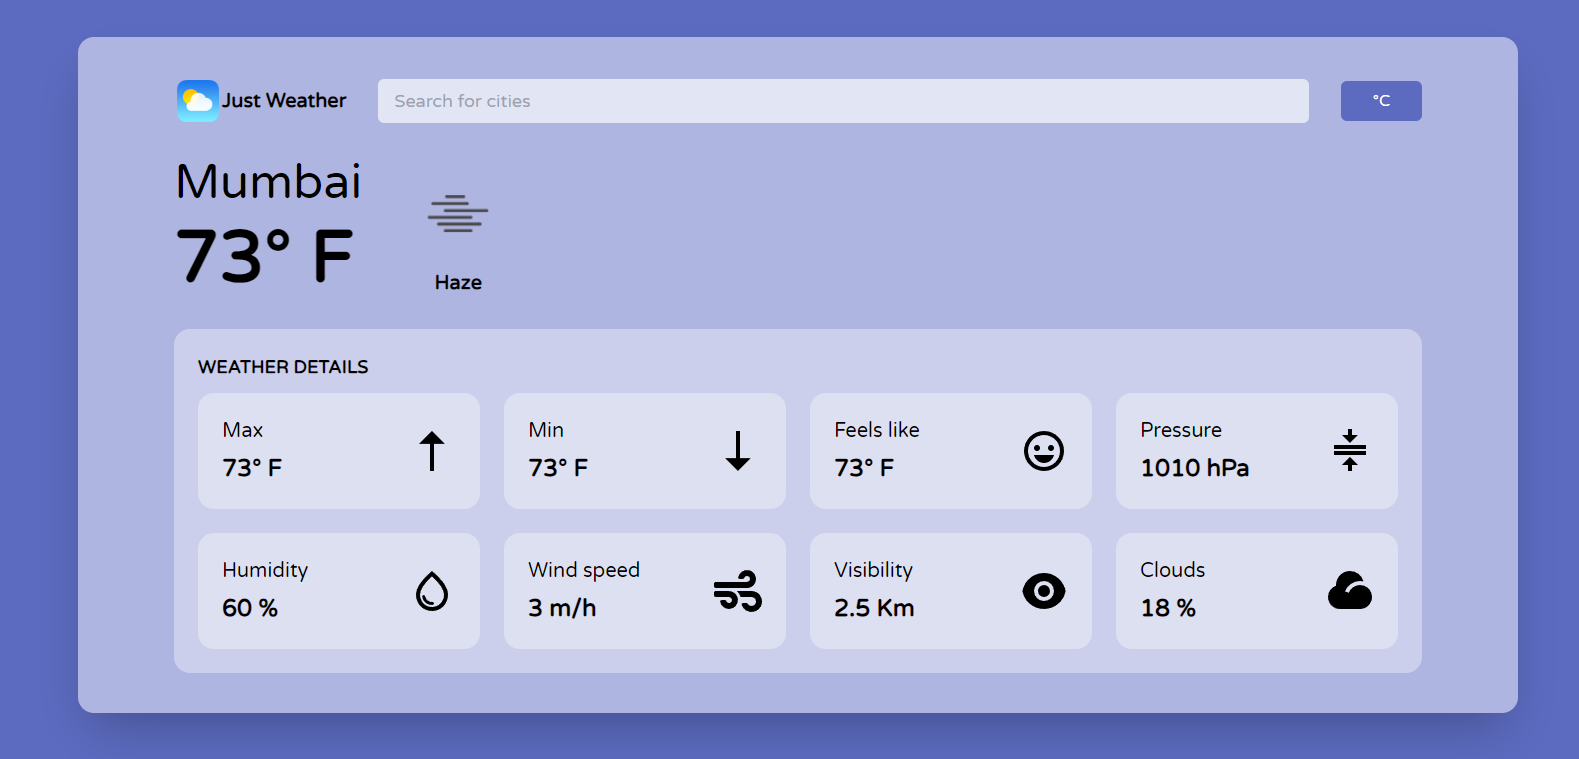 Just Weather
Search for cities
°C
Mumbai
73° F
Haze
WEATHER DETAILS
Max
73° F
Min
73° F
Feels like
73° F
Pressure
1010 hPa
Humidity
60 %
Wind speed
3 m/h
Visibility
2.5 Km
Clouds
18 %